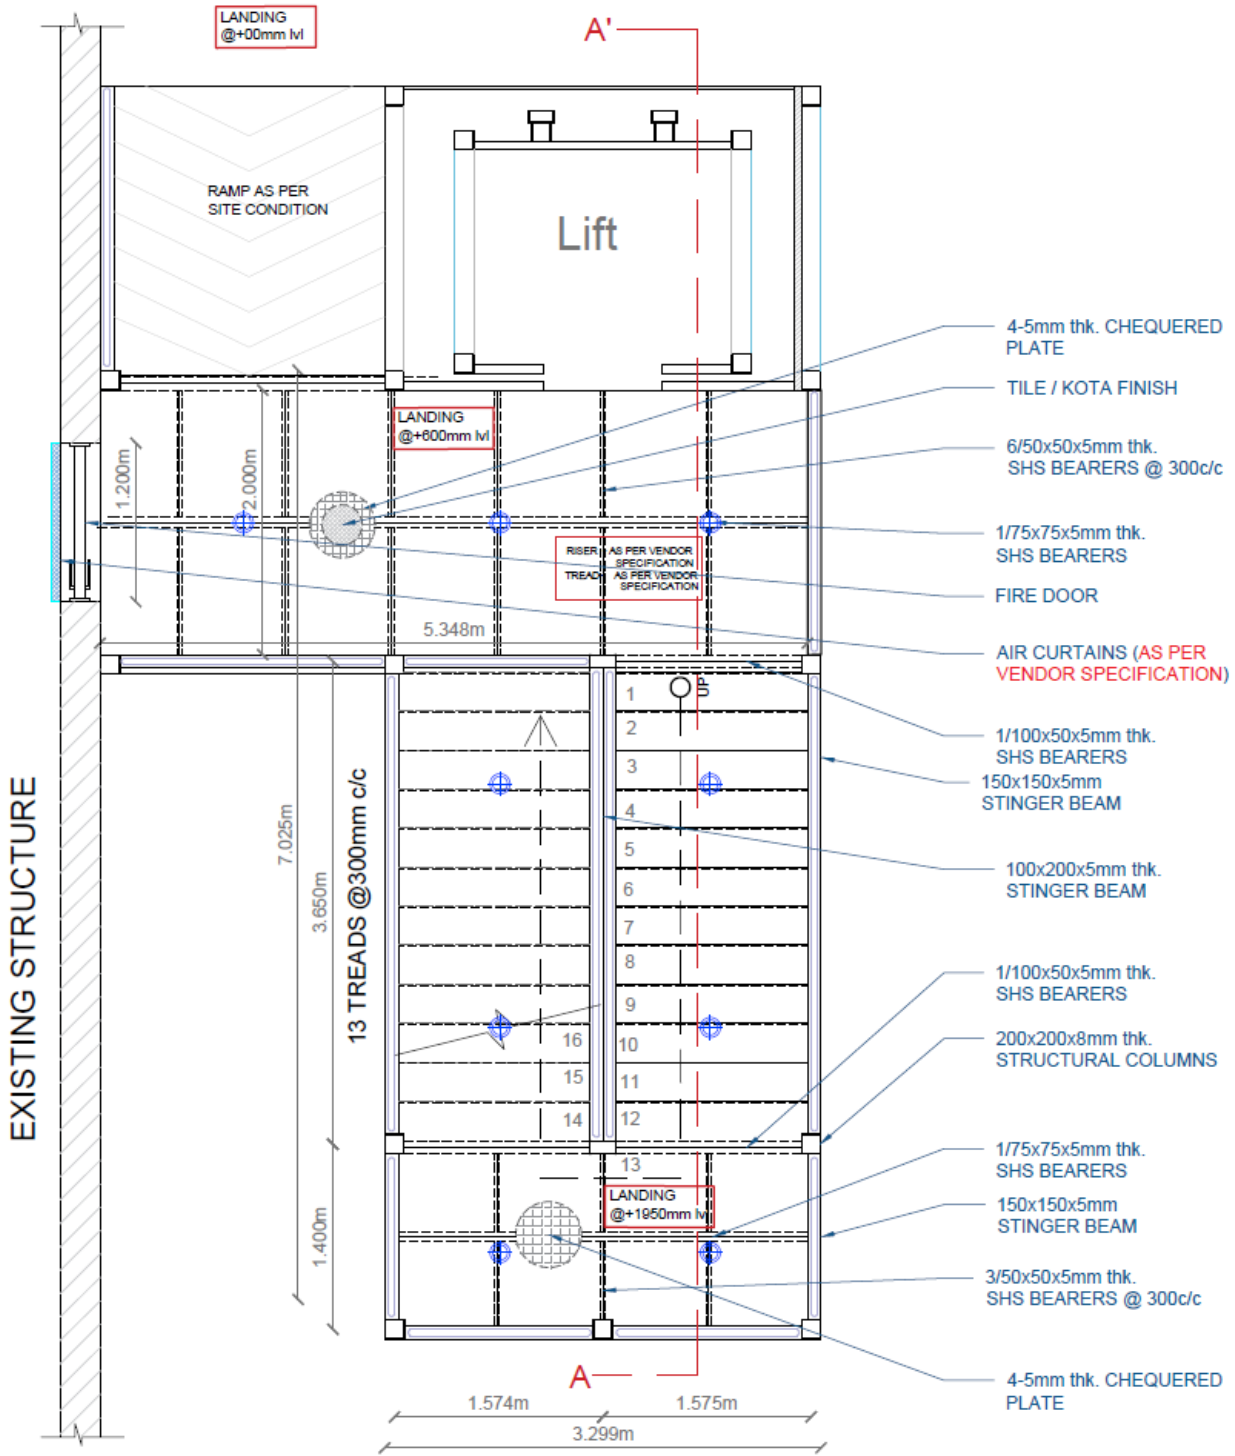 LANDING
@+00mm lvl
A'
RAMP AS PER
SITE CONDITION
Lift
4-5mm thk. CHEQUERED
PLATE
TILE / KOTA FINISH
LANDING
@+600mm lvl
6/50x50x5mm thk.
SHS BEARERS @ 300c/c
1.200m
2.000m
1/75x75x5mm thk.
SHS BEARERS
RISER AS PER VENDOR
SPECIFICATION
TREAD AS PER VENDOR
SPECIFICATION
FIRE DOOR
5.348m
AIR CURTAINS (AS PER
VENDOR SPECIFICATION)
UP
1
2
3
4
5
6
7
8
9
10
11
12
13
16
15
14
1/100x50x5mm thk.
SHS BEARERS
150x150x5mm
STINGER BEAM
100x200x5mm thk.
STINGER BEAM
EXISTING STRUCTURE
7.025m
3.650m
13 TREADS @300mm c/c
1/100x50x5mm thk.
SHS BEARERS
200x200x8mm thk.
STRUCTURAL COLUMNS
1/75x75x5mm thk.
SHS BEARERS
LANDING
@+1950mm lvl
150x150x5mm
STINGER BEAM
1.400m
3/50x50x5mm thk.
SHS BEARERS @ 300c/c
A
4-5mm thk. CHEQUERED
PLATE
1.574m
1.575m
3.299m